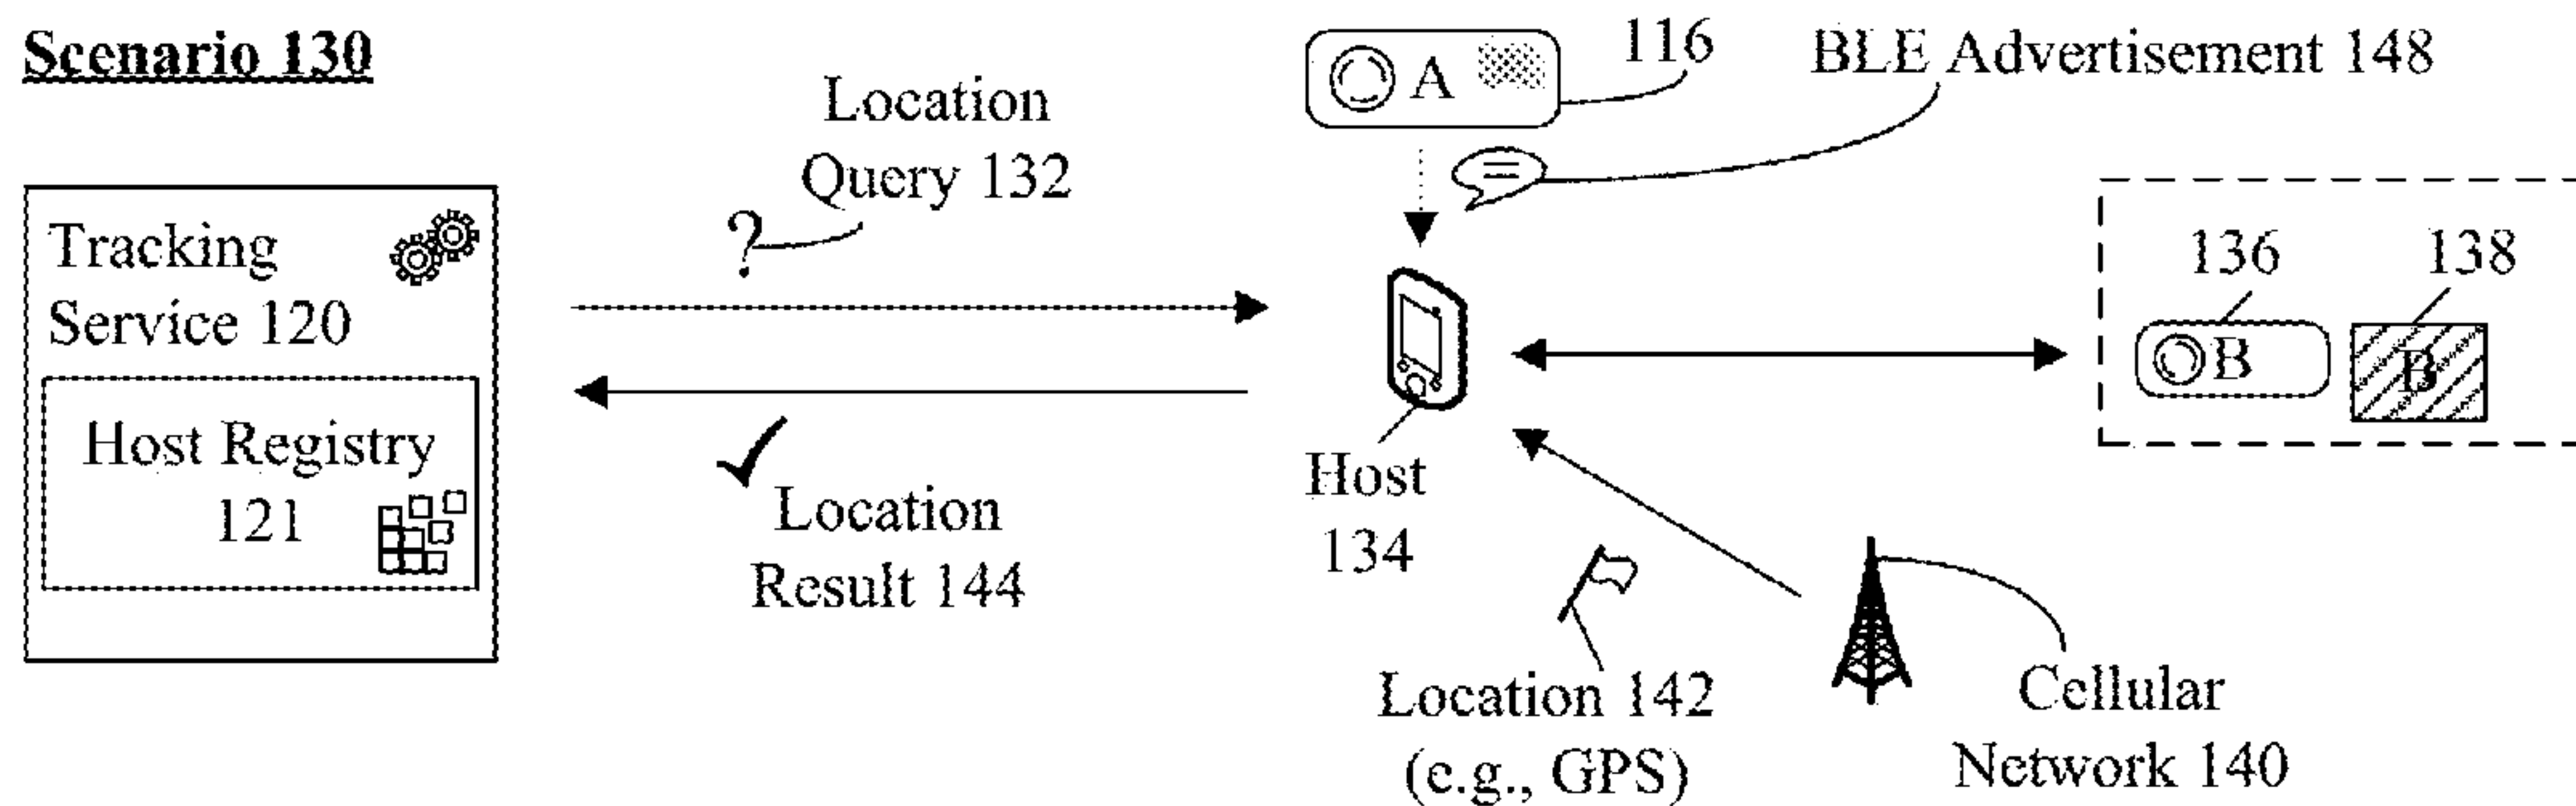 Scenario 130
Location
Query 132
A
116
BLE Advertisement 148
Tracking
Service 120
Host Registry
121
Location
Result 144
Host
134
136
138
B
B
Location 142
(e.g., GPS)
Cellular
Network 140
?